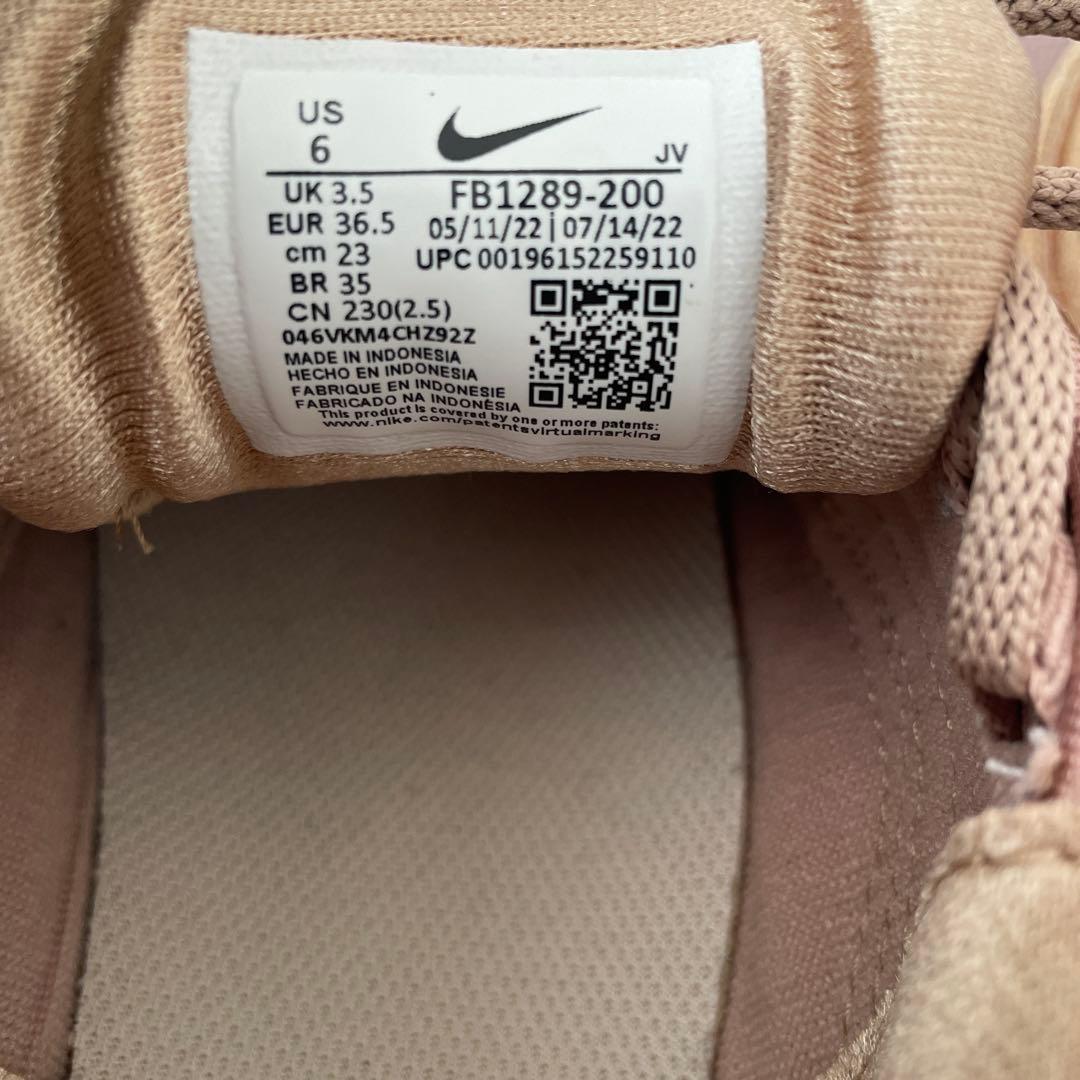 US
6
JV
UK 3.5
FB1289-200
EUR 36.5
05/11/22 | 07/14/22
cm 23
UPC 00196152259110
BR 35
CN 230(2.5)
046VKM4CHZ92Z
MADE IN INDONESIA
HECHO EN INDONESIA
FABRIQUE EN INDONESIE
FABRICADO NA INDONÉSIA
This product is covered by one or more patents:
www.nike.com/patentsvirtualmarking